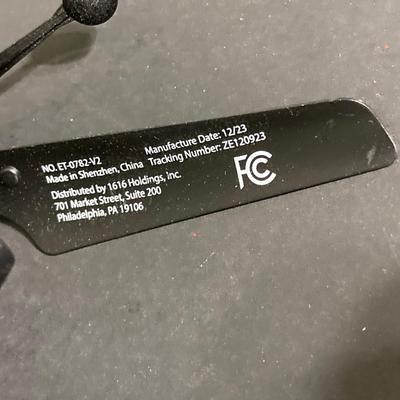 NO. ET-0782-V2
Made in Shenzhen, China
Manufacture Date: 12/23
Tracking Number: ZE120923
Distributed by 1616 Holdings, Inc.
701 Market Street, Suite 200
Philadelphia, PA 19106
FC